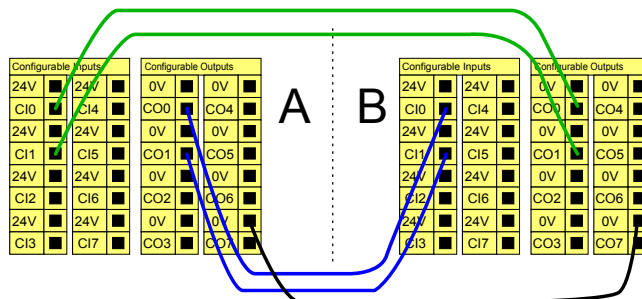 Configurable Inputs Configurable Outputs A B Configurable Inputs Configurable Outputs
24V 24V 0V 0V 24V 24V 0V 0V
CI0 CI4 CO0 CO4 CI0 CI4 CO0 CO4
24V 24V 0V 0V 24V 24V 0V 0V
CI1 CI5 CO1 CO5 CI1 CI5 CO1 CO5
24V 24V 0V 0V 24V 24V 0V 0V
CI2 CI6 CO2 CO6 CI2 CI6 CO2 CO6
24V 24V 0V 0V 24V 24V 0V 0V
CI3 CI7 CO3 CO7 CI3 CI7 CO3 CO7